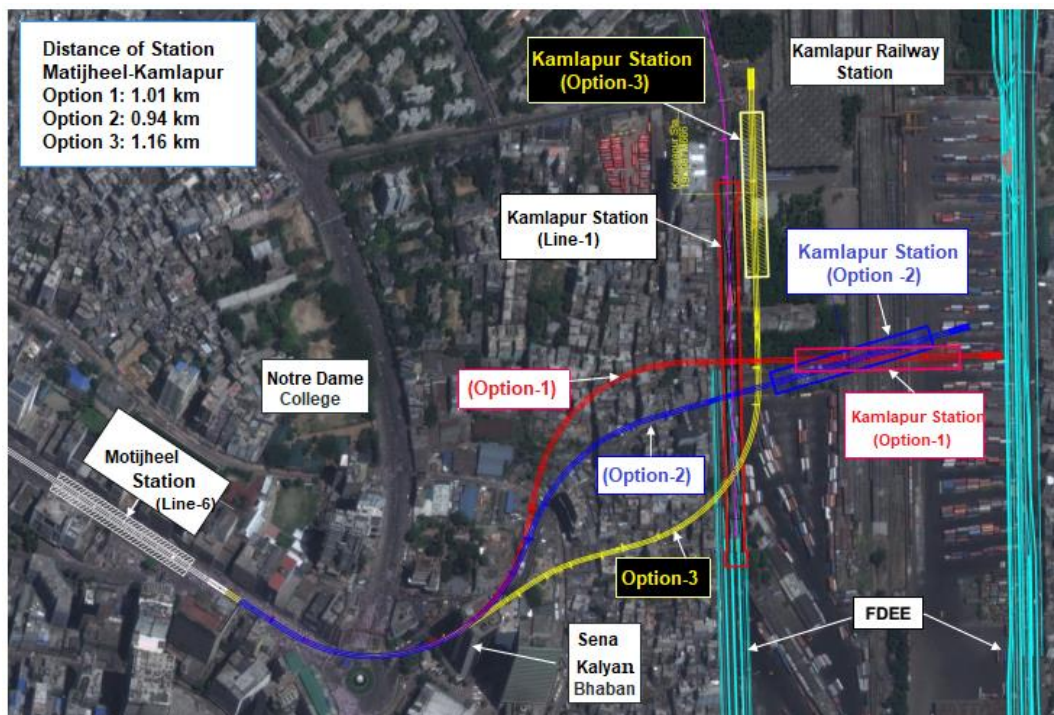 Distance of Station
Matijheel-Kamlapur
Option 1: 1.01 km
Option 2: 0.94 km
Option 3: 1.16 km
Kamlapur Station
(Option-3)
Kamlapur Railway
Station
Kamlapur Station
(Line-1)
Kamlapur Station
(Option -2)
Notre Dame
College
(Option-1)
Kamlapur Station
(Option-1)
Motijheel
Station
(Line-6)
(Option-2)
Option-3
FDEE
Sena
Kalyan
Bhaban